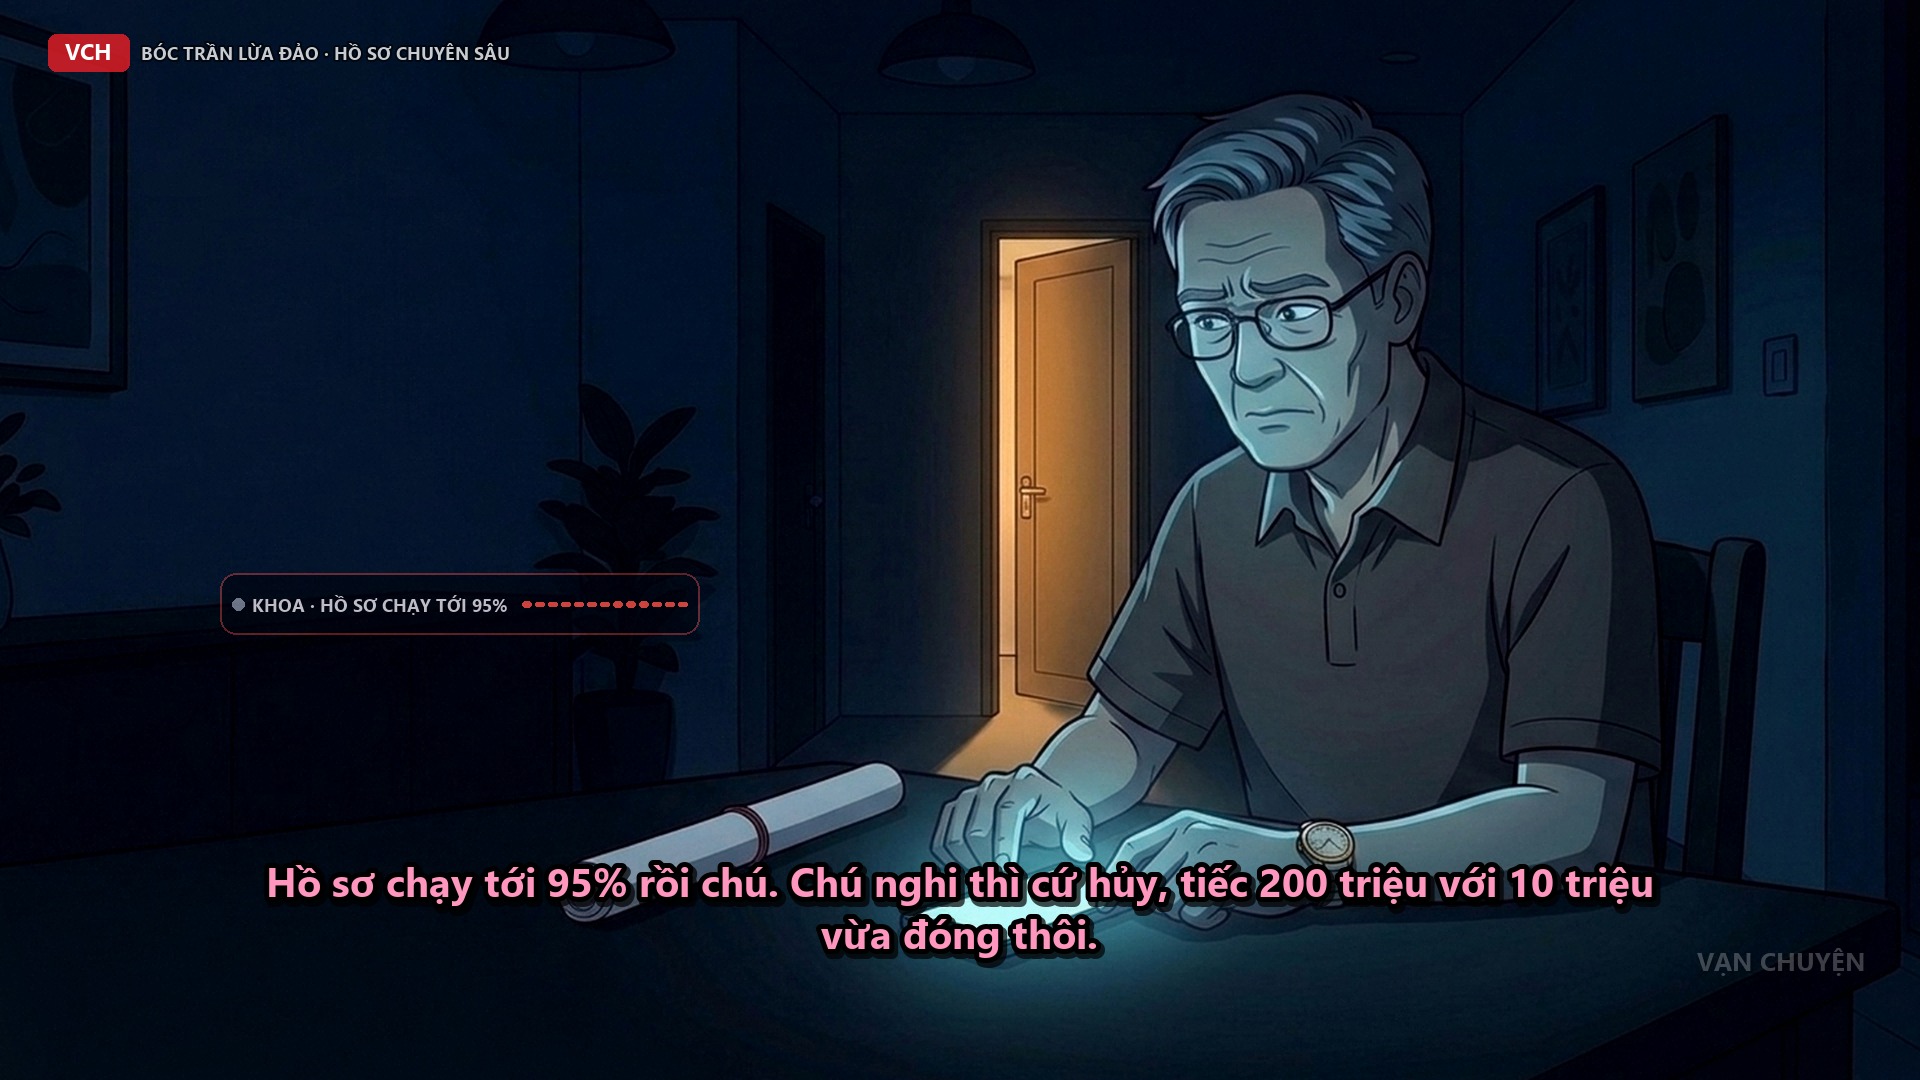 VCH BÓC TRẦN LỪA ĐẢO · HỒ SƠ CHUYÊN SÂU
KHOA · HỒ SƠ CHẠY TỚI 95%
Hồ sơ chạy tới 95% rồi chú. Chú nghi thì cứ hủy, tiếc 200 triệu với 10 triệu
vừa đóng thôi.
VẠN CHUYỆN